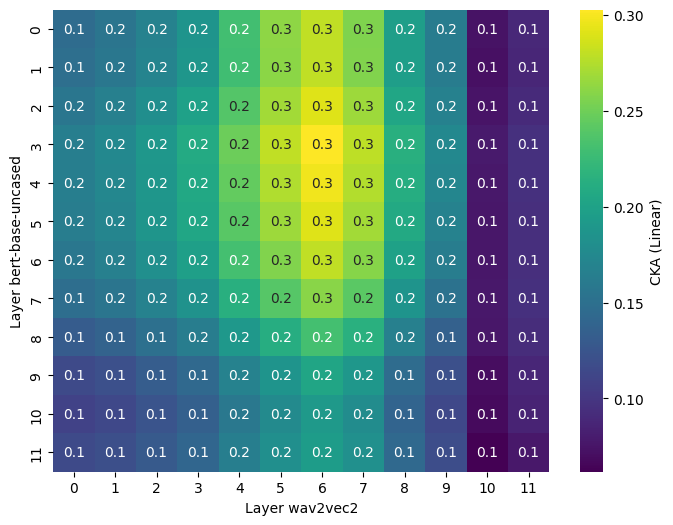 0 0.1 0.2 0.2 0.2 0.2 0.3 0.3 0.3 0.2 0.2 0.1 0.1
1 0.1 0.2 0.2 0.2 0.2 0.3 0.3 0.3 0.2 0.2 0.1 0.1
2 0.2 0.2 0.2 0.2 0.2 0.3 0.3 0.3 0.2 0.2 0.1 0.1
3 0.2 0.2 0.2 0.2 0.2 0.3 0.3 0.3 0.2 0.2 0.1 0.1
4 0.2 0.2 0.2 0.2 0.2 0.3 0.3 0.3 0.2 0.2 0.1 0.1
5 0.2 0.2 0.2 0.2 0.2 0.3 0.3 0.3 0.2 0.2 0.1 0.1
6 0.2 0.2 0.2 0.2 0.2 0.3 0.3 0.3 0.2 0.2 0.1 0.1
7 0.1 0.2 0.2 0.2 0.2 0.2 0.3 0.2 0.2 0.2 0.1 0.1
8 0.1 0.1 0.1 0.2 0.2 0.2 0.2 0.2 0.2 0.1 0.1 0.1
9 0.1 0.1 0.1 0.1 0.2 0.2 0.2 0.2 0.1 0.1 0.1 0.1
10 0.1 0.1 0.1 0.1 0.2 0.2 0.2 0.2 0.1 0.1 0.1 0.1
11 0.1 0.1 0.1 0.1 0.2 0.2 0.2 0.2 0.2 0.1 0.1 0.1
0 1 2 3 4 5 6 7 8 9 10 11
Layer wav2vec2
Layer bert-base-uncased
0.30
0.25
0.20
0.15
0.10
CKA (Linear)